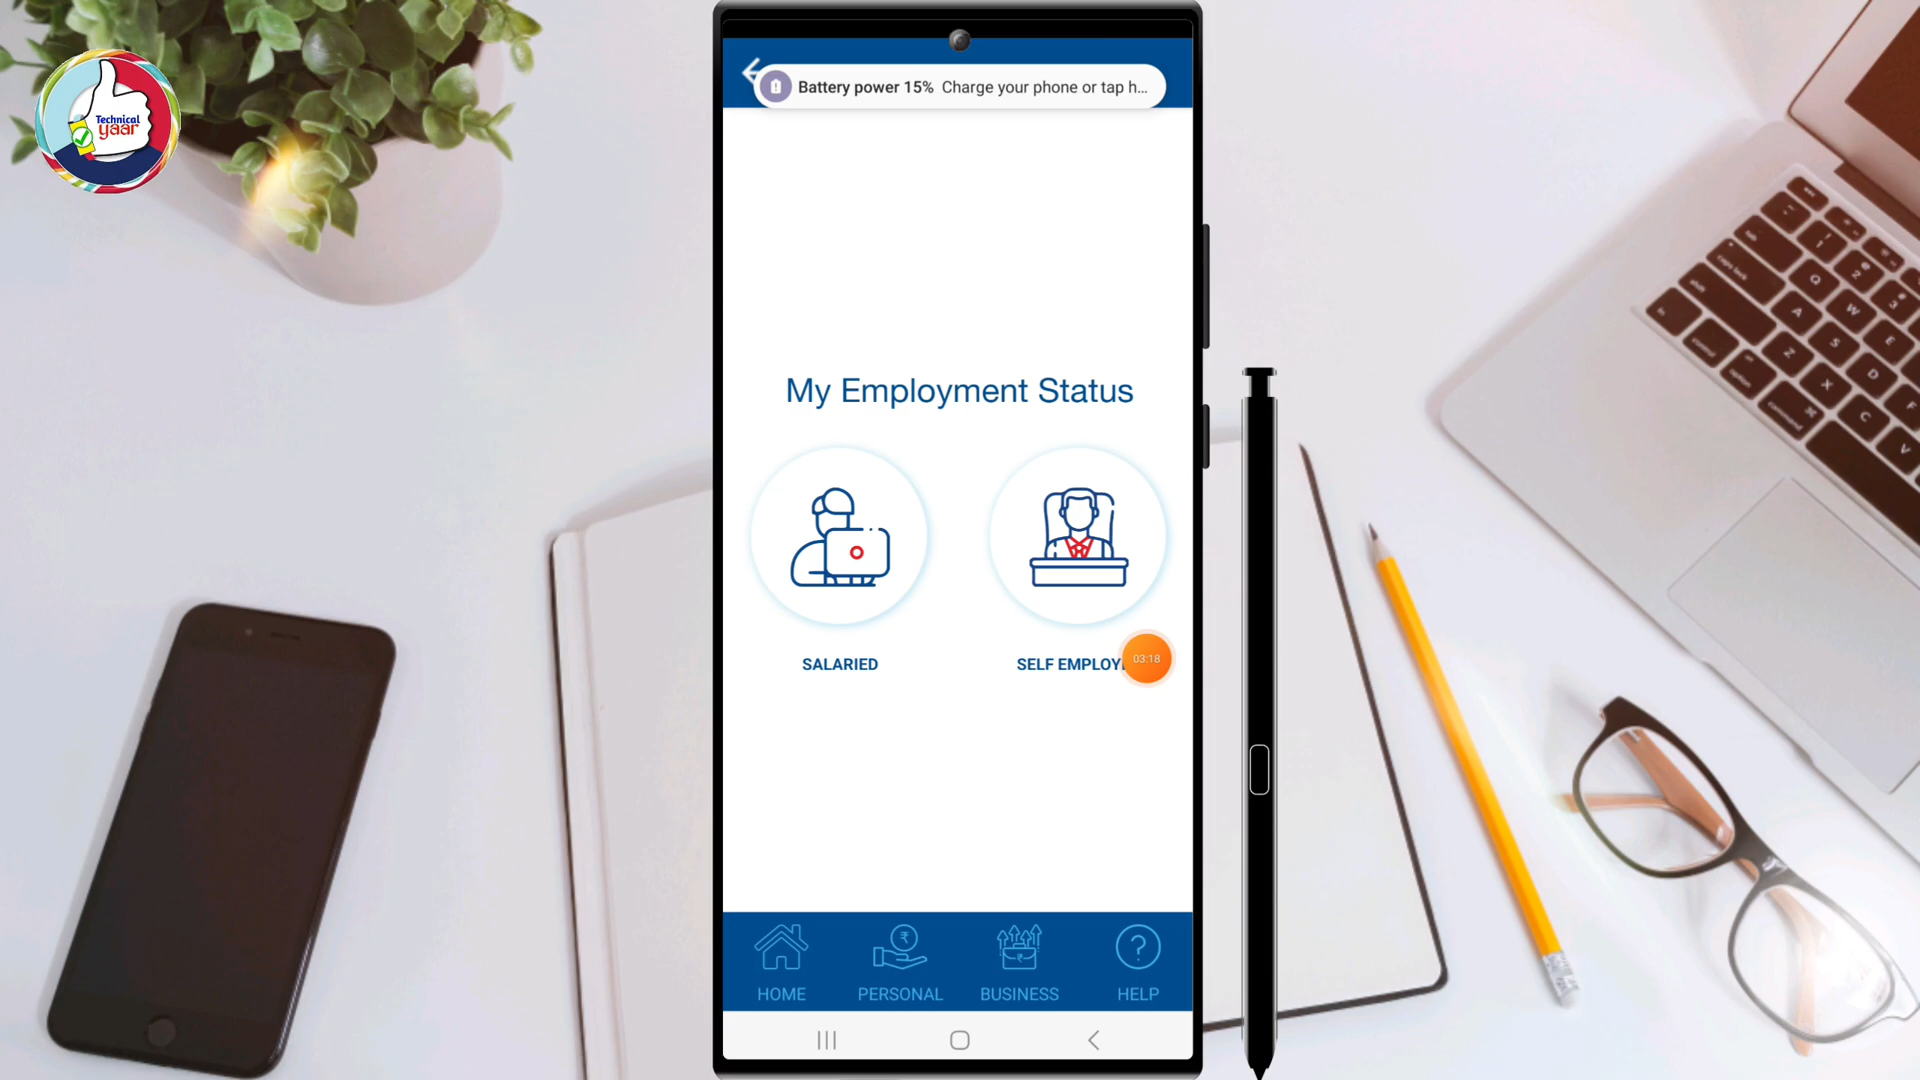 Technical
yaar
Battery power 15% Charge your phone or tap h...
My Employment Status
SALARIED
SELF EMPLOY
03:18
HOME
PERSONAL
BUSINESS
HELP